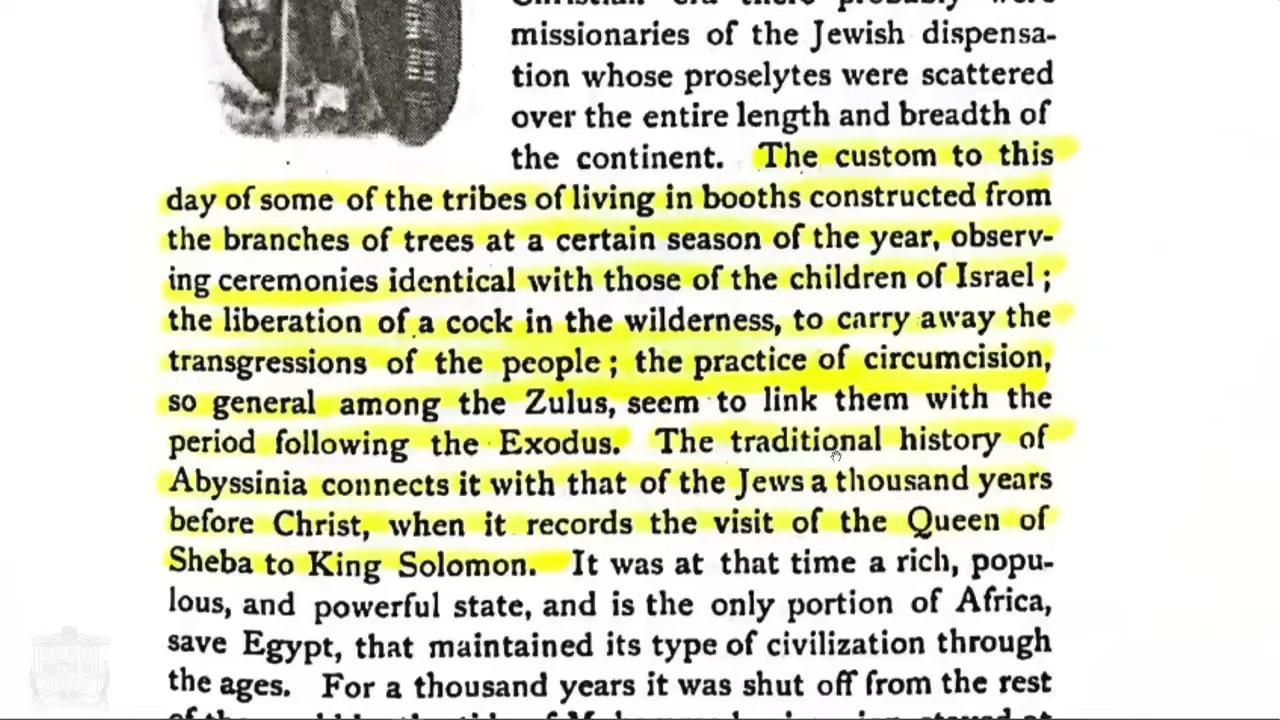 missionaries of the Jewish dispensa-
tion whose proselytes were scattered
over the entire length and breadth of
the continent. The custom to this
day of some of the tribes of living in booths constructed from
the branches of trees at a certain season of the year, observ-
ing ceremonies identical with those of the children of Israel ;
the liberation of a cock in the wilderness, to carry away the
transgressions of the people ; the practice of circumcision,
so general among the Zulus, seem to link them with the
period following the Exodus. The traditional history of
Abyssinia connects it with that of the Jews a thousand years
before Christ, when it records the visit of the Queen of
Sheba to King Solomon. It was at that time a rich, popu-
lous, and powerful state, and is the only portion of Africa,
save Egypt, that maintained its type of civilization through
the ages. For a thousand years it was shut off from the rest